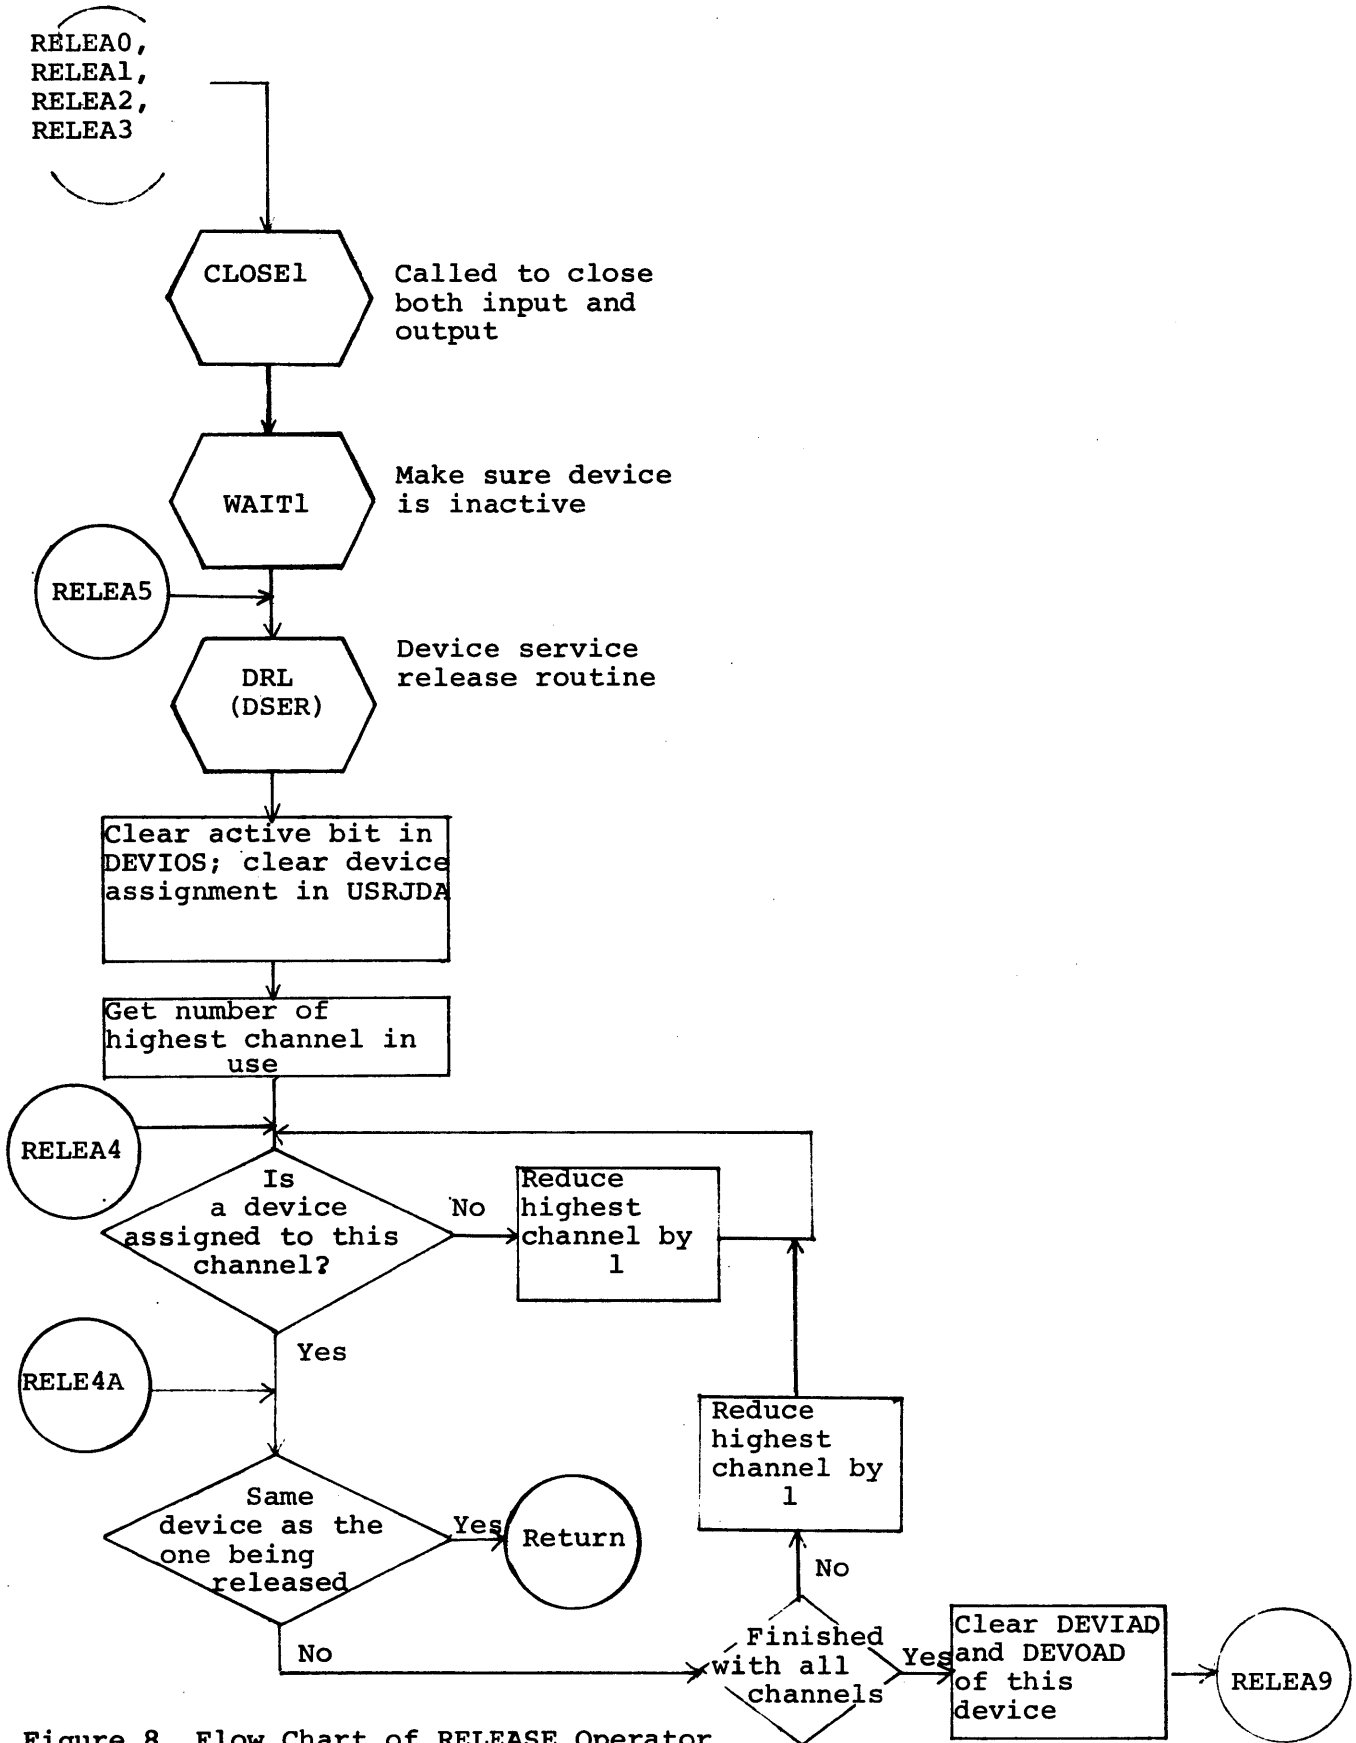 RELEA0,
RELEA1,
RELEA2,
RELEA3
CLOSE1
Called to close
both input and
output
WAIT1
Make sure device
is inactive
RELEA5
DRL
(DSER)
Device service
release routine
Clear active bit in
DEVIOS; clear device
assignment in USRJDA
Get number of
highest channel in
use
RELEA4
Is
a device
assigned to this
channel?
No
Reduce
highest
channel by
1
Yes
RELE4A
Same
device as the
one being
released
Yes
Return
No
Reduce
highest
channel by
1
No
Finished
with all
channels
Yes
Clear DEVIAD
and DEVOAD
of this
device
RELEA9
Figure 8 Flow Chart of RELEASE Operator